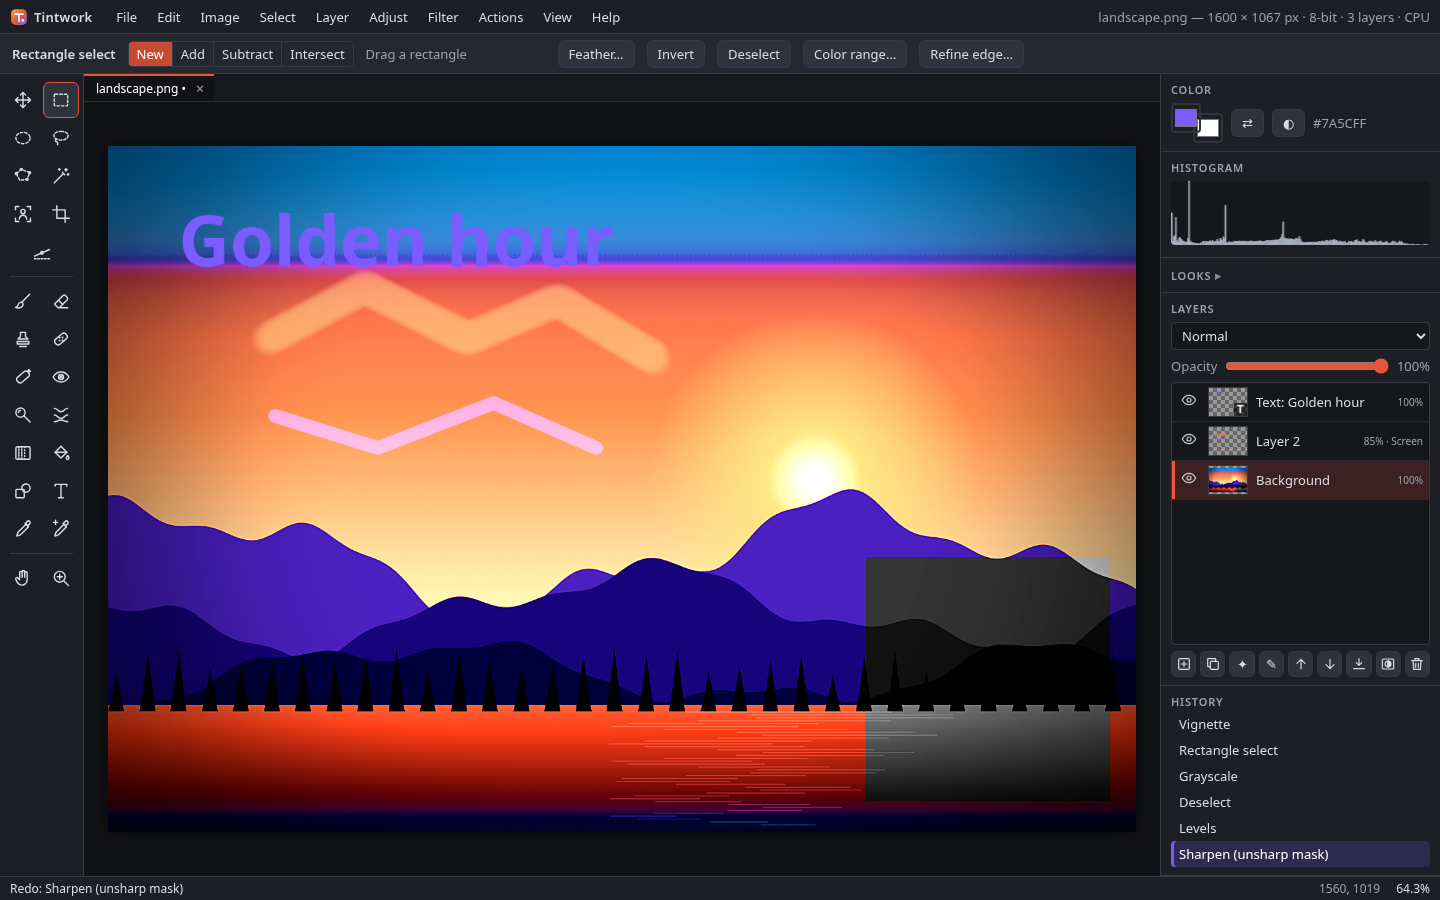 Tintwork File Edit Image Select Layer Adjust Filter Actions View Help landscape.png — 1600 × 1067 px · 8-bit · 3 layers · CPU
Rectangle select New Add Subtract Intersect Drag a rectangle Feather... Invert Deselect Color range... Refine edge...
landscape.png • ×
Golden hour
COLOR
#7A5CFF
HISTOGRAM
LOOKS ▸
LAYERS
Normal
Opacity 100%
T Text: Golden hour 100%
Layer 2 85% · Screen
Background 100%
HISTORY
Vignette
Rectangle select
Grayscale
Deselect
Levels
Sharpen (unsharp mask)
Redo: Sharpen (unsharp mask) 1560, 1019 64.3%